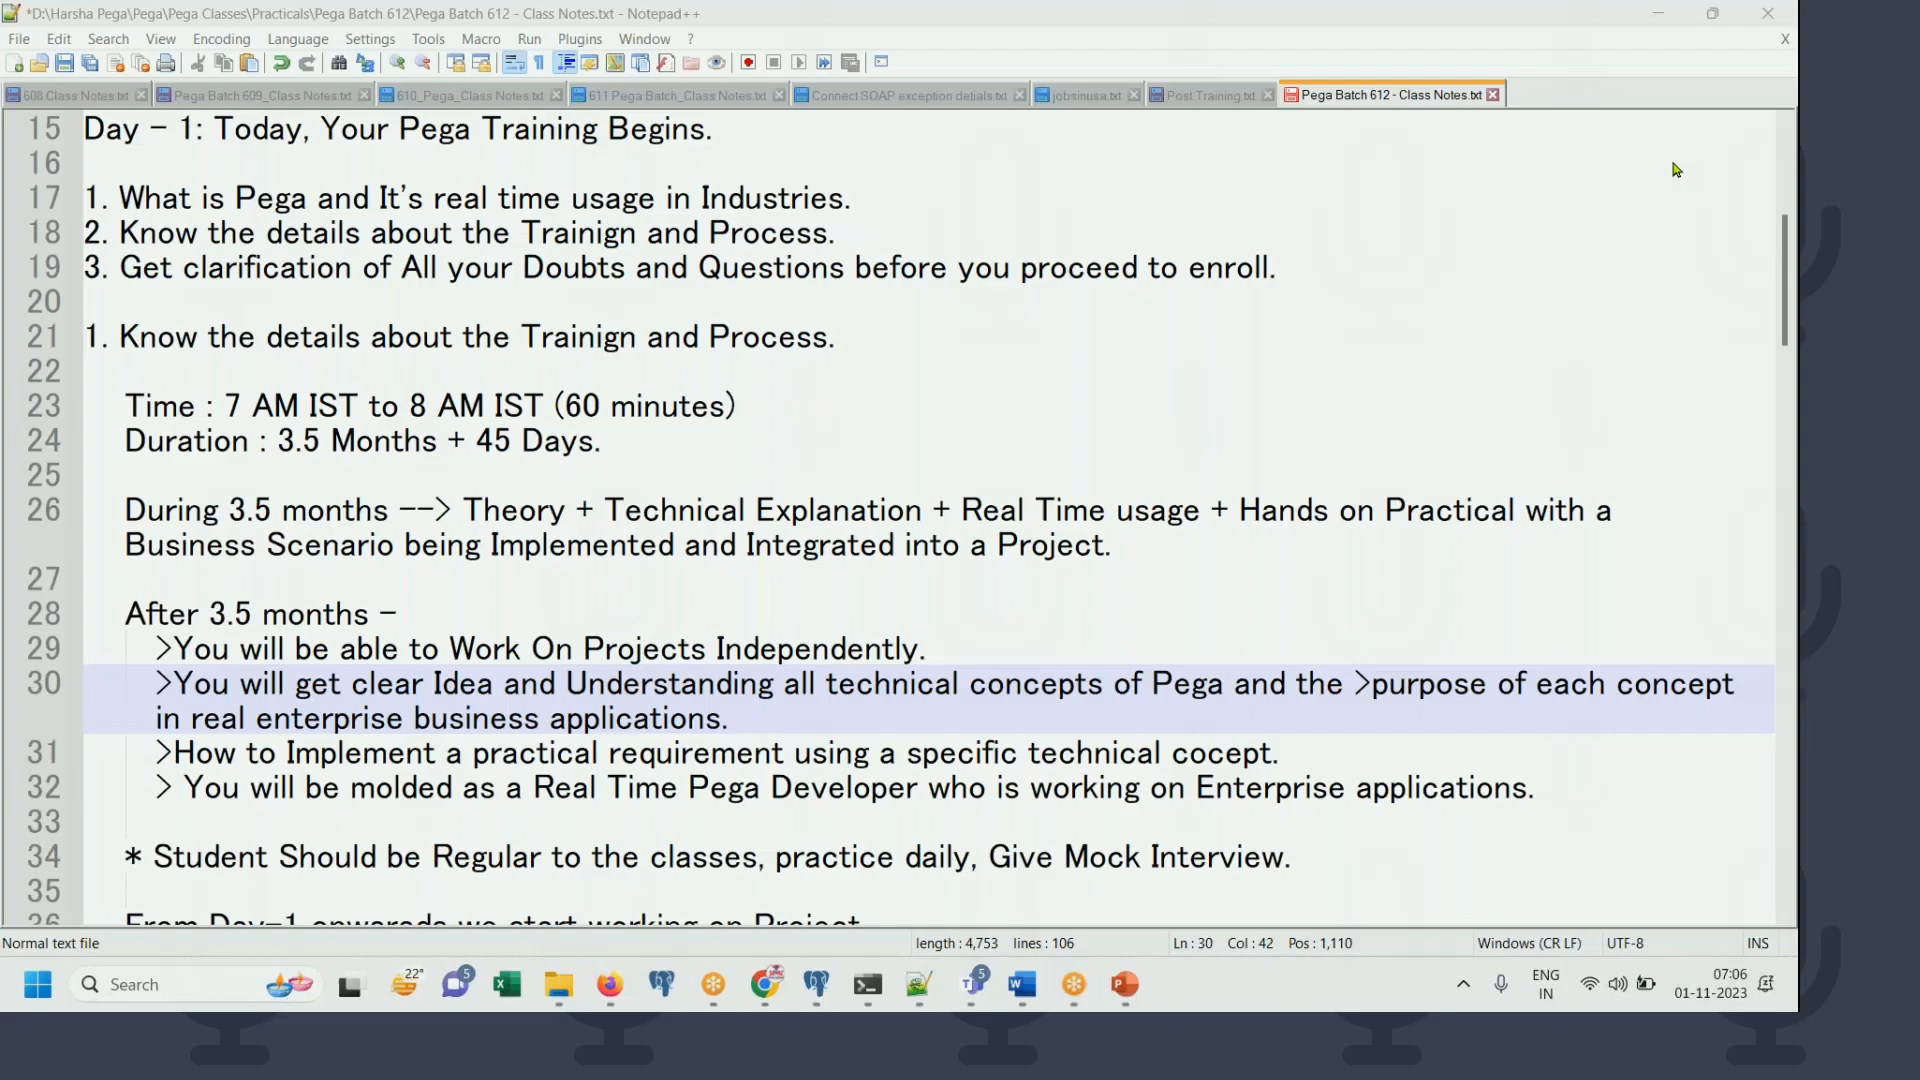 *D:\Harsha Pega\Pega\Pega Classes\Practicals\Pega Batch 612\Pega Batch 612 - Class Notes.txt - Notepad++
File Edit Search View Encoding Language Settings Tools Macro Run Plugins Window ? X
608 Class Notes.txt Pega Batch 609_Class Notes.txt 610_Pega_Class Notes.txt 611 Pega Batch_Class Notes.txt Connect SOAP exception detials.txt jobsinusa.txt Post Training.txt Pega Batch 612 - Class Notes.txt
15 Day - 1: Today, Your Pega Training Begins.
16
17 1. What is Pega and It's real time usage in Industries.
18 2. Know the details about the Trainign and Process.
19 3. Get clarification of All your Doubts and Questions before you proceed to enroll.
20
21 1. Know the details about the Trainign and Process.
22
23 Time : 7 AM IST to 8 AM IST (60 minutes)
24 Duration : 3.5 Months + 45 Days.
25
26 During 3.5 months --> Theory + Technical Explanation + Real Time usage + Hands on Practical with a
Business Scenario being Implemented and Integrated into a Project.
27
28 After 3.5 months -
29 >You will be able to Work On Projects Independently.
30 >You will get clear Idea and Understanding all technical concepts of Pega and the >purpose of each concept
in real enterprise business applications.
31 >How to Implement a practical requirement using a specific technical cocept.
32 > You will be molded as a Real Time Pega Developer who is working on Enterprise applications.
33
34 * Student Should be Regular to the classes, practice daily, Give Mock Interview.
35
36 From Day-1 onwarads we start working on Project
Normal text file length : 4,753 lines : 106 Ln : 30 Col : 42 Pos : 1,110 Windows (CR LF) UTF-8 INS
Search 22° 5 5 ENG 07:06
IN 01-11-2023